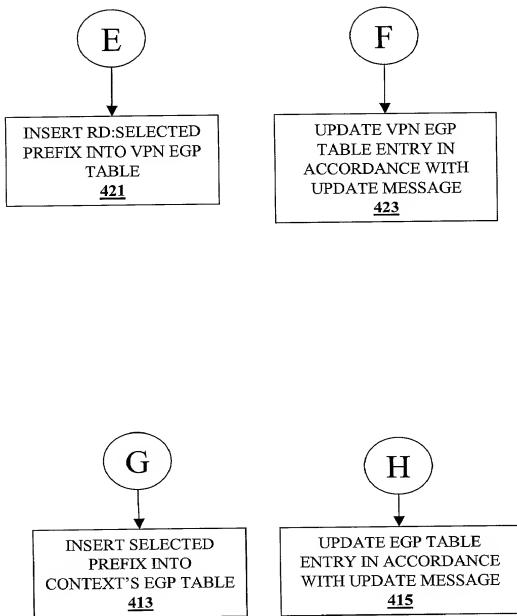 E
INSERT RD:SELECTED
PREFIX INTO VPN EGP
TABLE
421
F
UPDATE VPN EGP
TABLE ENTRY IN
ACCORDANCE WITH
UPDATE MESSAGE
423
G
INSERT SELECTED
PREFIX INTO
CONTEXT'S EGP TABLE
413
H
UPDATE EGP TABLE
ENTRY IN ACCORDANCE
WITH UPDATE MESSAGE
415